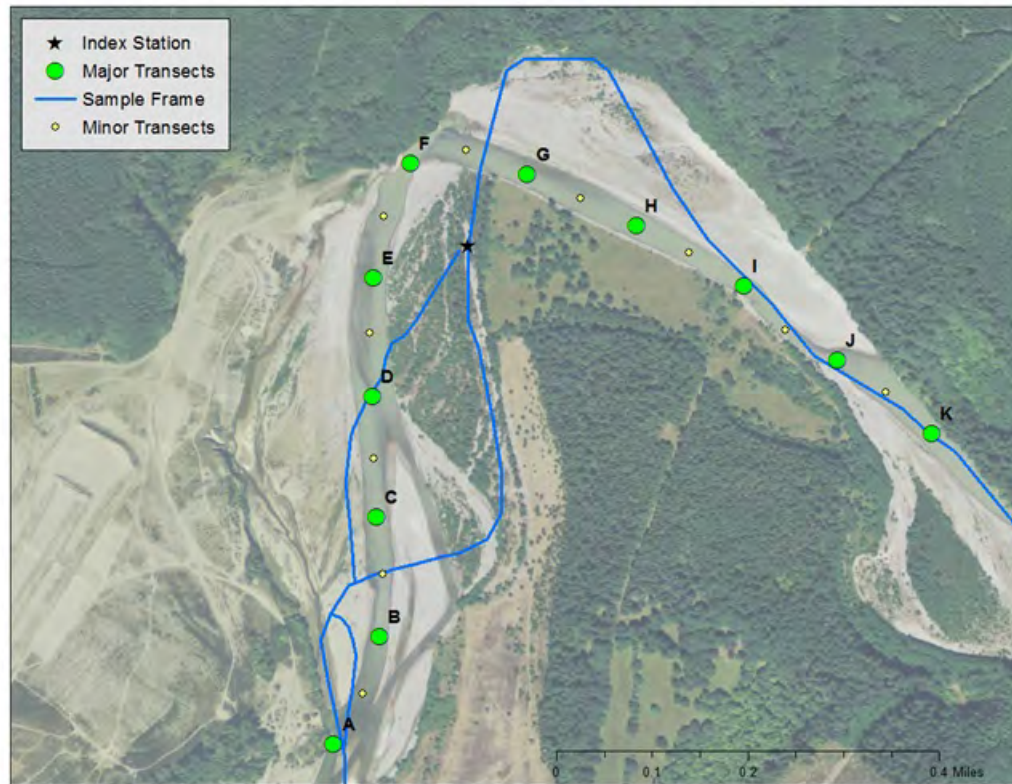 Index Station
Major Transects
Sample Frame
Minor Transects
F
G
H
E
I
J
D
K
C
B
A
0 0.1 0.2 0.4 Miles